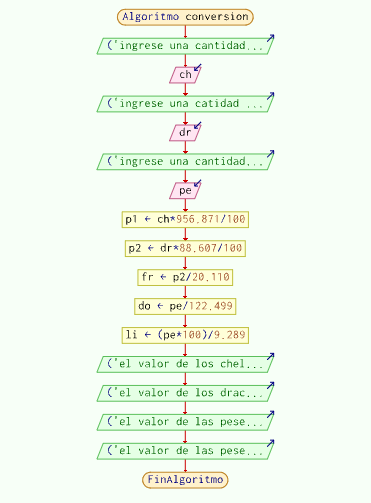 Algoritmo conversion
('ingrese una cantidad...
ch
('ingrese una catidad ...
dr
('ingrese una cantidad...
pe
p1 ← ch*956.871/100
p2 ← dr*88.607/100
fr ← p2/20.110
do ← pe/122.499
li ← (pe*100)/9.289
('el valor de los chel...
('el valor de los drac...
('el valor de las pese...
('el valor de las pese...
FinAlgoritmo